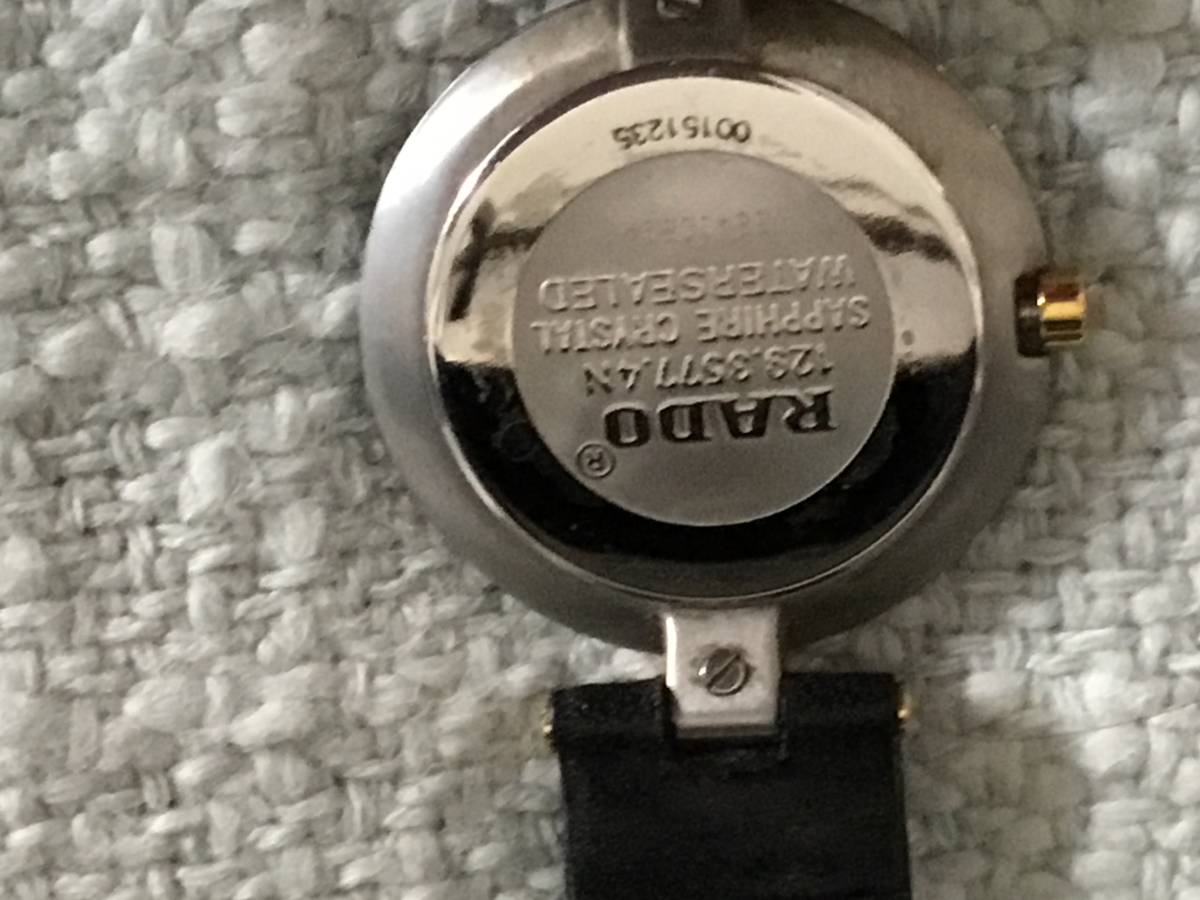 RADO®
123.3577.4N
SAPPHIRE CRYSTAL
WATERSEALED
00151235